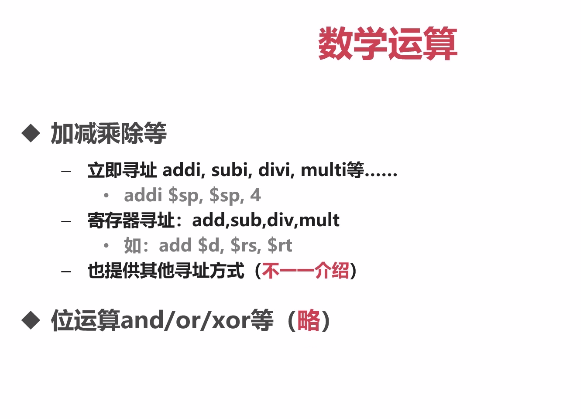 数学运算
◆ 加减乘除等
– 立即寻址 addi, subi, divi, multi等……
• addi $sp, $sp, 4
– 寄存器寻址：add,sub,div,mult
• 如：add $d, $rs, $rt
– 也提供其他寻址方式（不一一介绍）
◆ 位运算and/or/xor等（略）